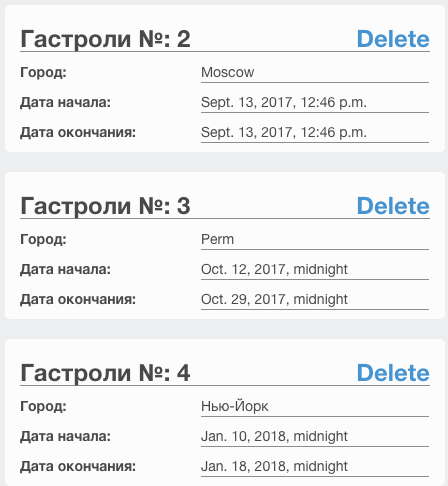 Гастроли №: 2 Delete
Город: Moscow
Дата начала: Sept. 13, 2017, 12:46 p.m.
Дата окончания: Sept. 13, 2017, 12:46 p.m.
Гастроли №: 3 Delete
Город: Perm
Дата начала: Oct. 12, 2017, midnight
Дата окончания: Oct. 29, 2017, midnight
Гастроли №: 4 Delete
Город: Нью-Йорк
Дата начала: Jan. 10, 2018, midnight
Дата окончания: Jan. 18, 2018, midnight